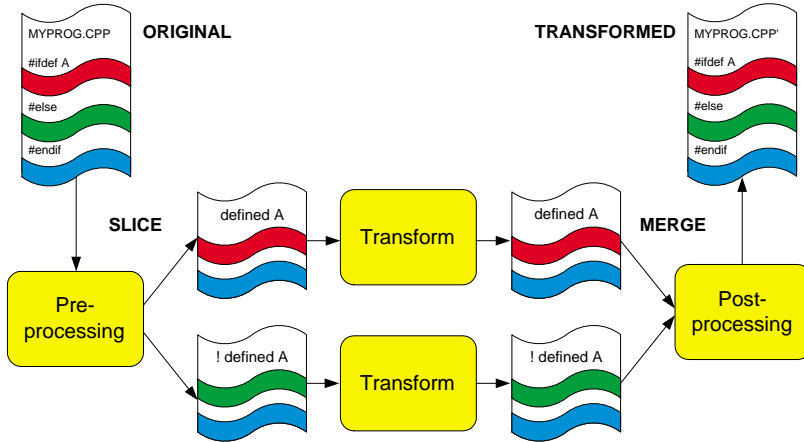 MYPROG.CPP
ORIGINAL
#ifdef A
#else
#endif
TRANSFORMED
MYPROG.CPP'
#ifdef A
#else
#endif
SLICE
defined A
Transform
defined A
MERGE
Pre-
processing
Post-
processing
! defined A
Transform
! defined A